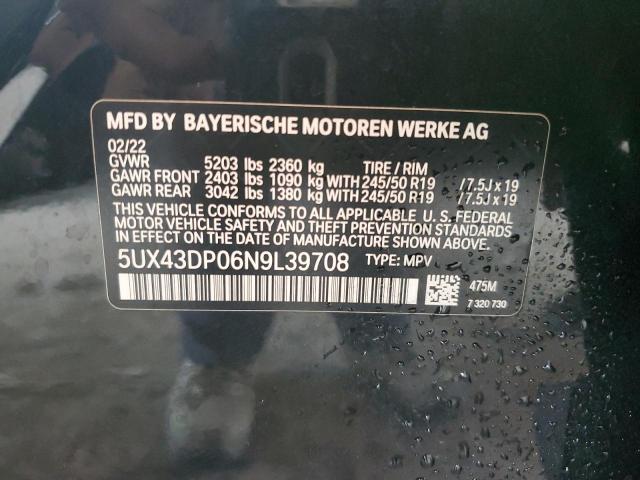 MFD BY BAYERISCHE MOTOREN WERKE AG
02/22
GVWR 5203 lbs 2360 kg TIRE / RIM
GAWR FRONT 2403 lbs 1090 kg WITH 245/50 R19 /7.5J x 19
GAWR REAR 3042 lbs 1380 kg WITH 245/50 R19 /7.5J x 19
THIS VEHICLE CONFORMS TO ALL APPLICABLE U. S. FEDERAL
MOTOR VEHICLE SAFETY AND THEFT PREVENTION STANDARDS
IN EFFECT ON THE DATE OF MANUFACTURE SHOWN ABOVE.
5UX43DP06N9L39708 TYPE: MPV
475M
7 320 730